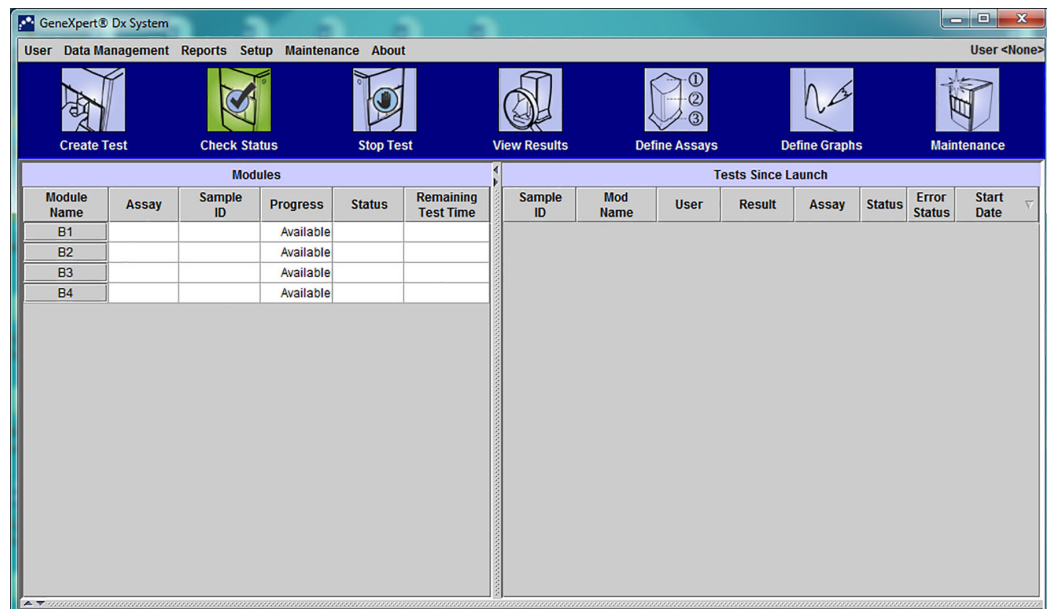 GeneXpert® Dx System
User Data Management Reports Setup Maintenance About User <None>
① ② ③
Create Test Check Status Stop Test View Results Define Assays Define Graphs Maintenance
Modules
Module Name Assay Sample ID Progress Status Remaining Test Time
B1 Available
B2 Available
B3 Available
B4 Available
Tests Since Launch
Sample ID Mod Name User Result Assay Status Error Status Start Date